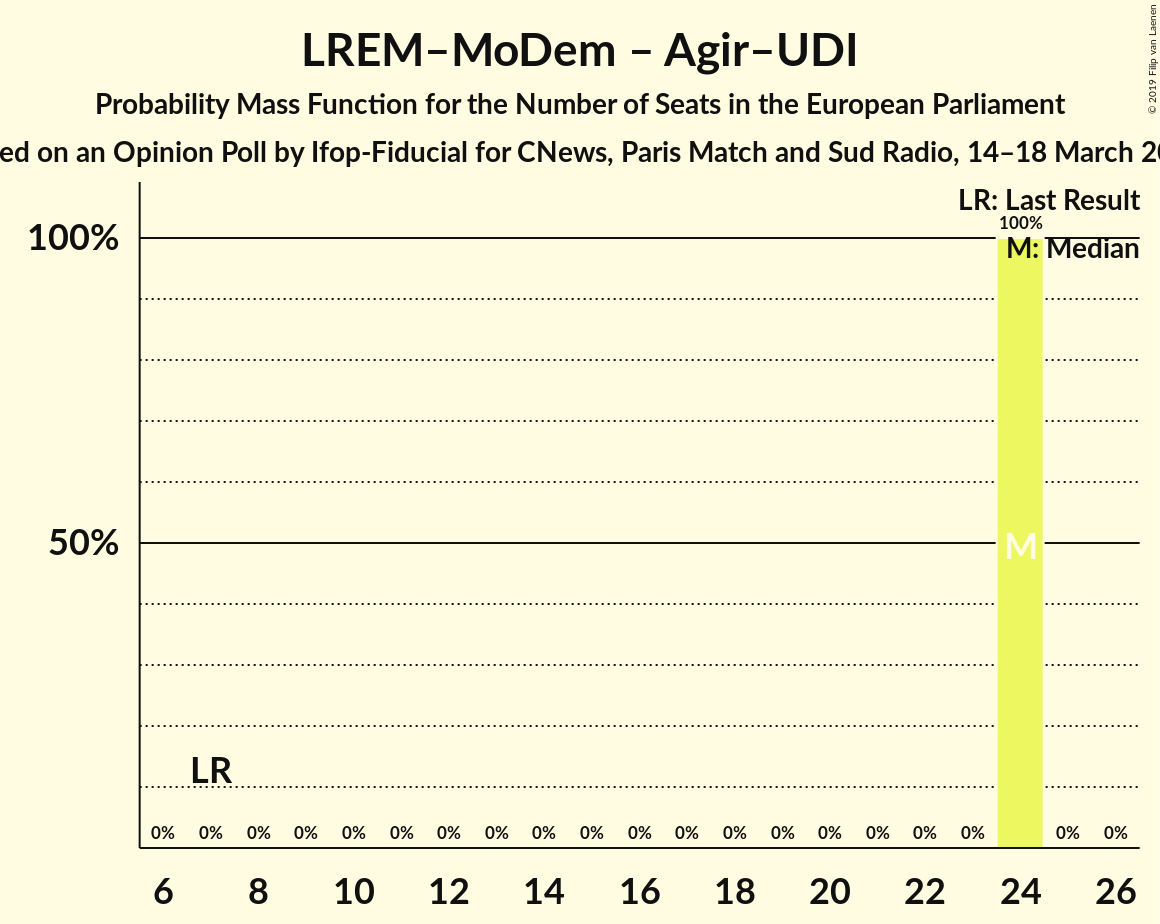 LREM–MoDem – Agir–UDI
Probability Mass Function for the Number of Seats in the European Parliament
on an Opinion Poll by Ifop-Fiducial for CNews, Paris Match and Sud Radio, 14–18 March
© 2019 Filip van Laenen
LR: Last Result
100%
M: Median
100%
50%
M
LR
0% 0% 0% 0% 0% 0% 0% 0% 0% 0% 0% 0% 0% 0% 0% 0% 0% 0% 0% 0%
6 8 10 12 14 16 18 20 22 24 26